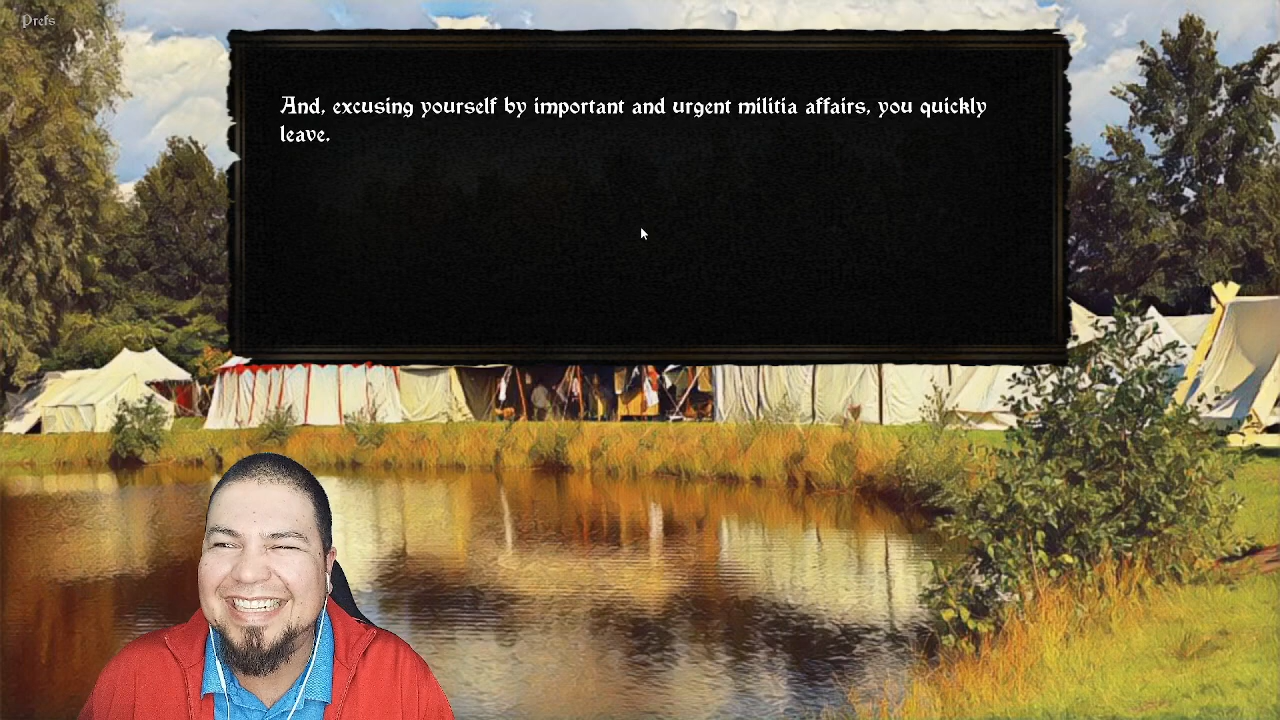 Prefs
And, excusing yourself by important and urgent militia affairs, you quickly
leave.